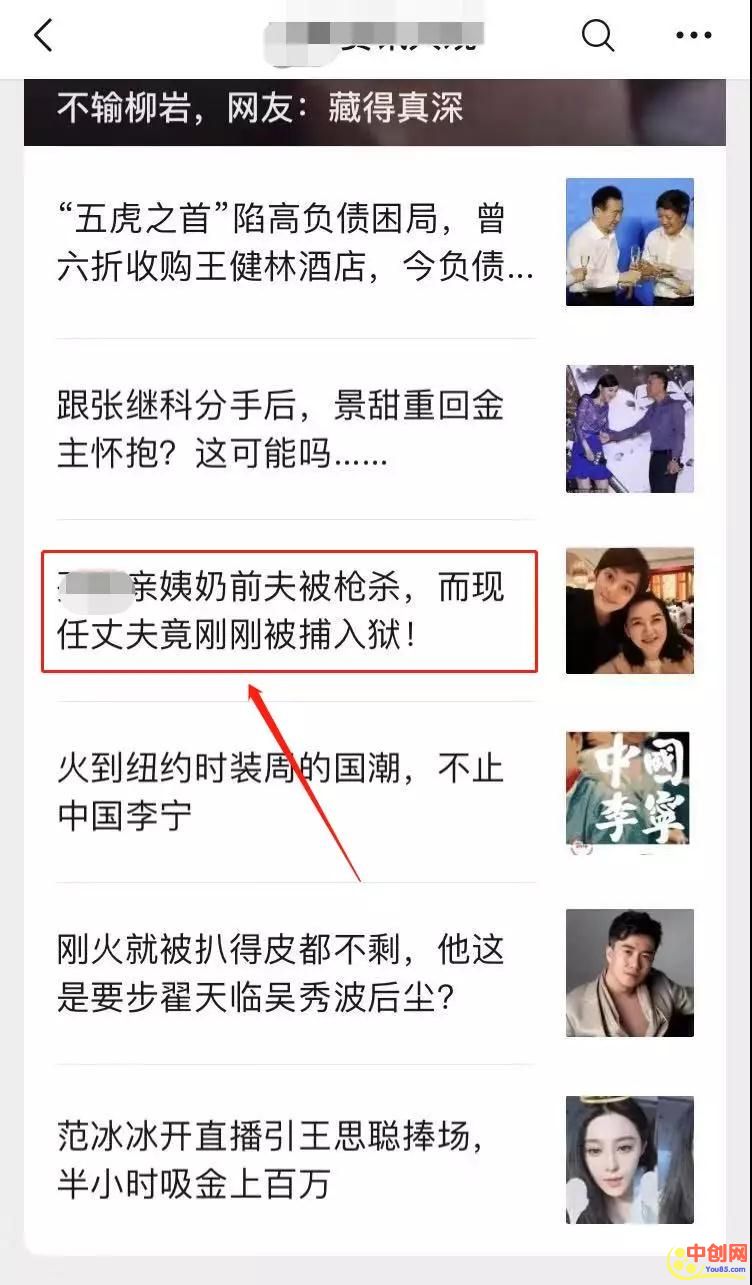 不输柳岩，网友：藏得真深
“五虎之首”陷高负债困局，曾
六折收购王健林酒店，今负债...
跟张继科分手后，景甜重回金
主怀抱？这可能吗......
亲姨奶前夫被枪杀，而现
任丈夫竟刚刚被捕入狱！
火到纽约时装周的国潮，不止
中国李宁
中國
李寧
刚火就被扒得皮都不剩，他这
是要步翟天临吴秀波后尘？
范冰冰开直播引王思聪捧场，
半小时吸金上百万
中创网
You85.com